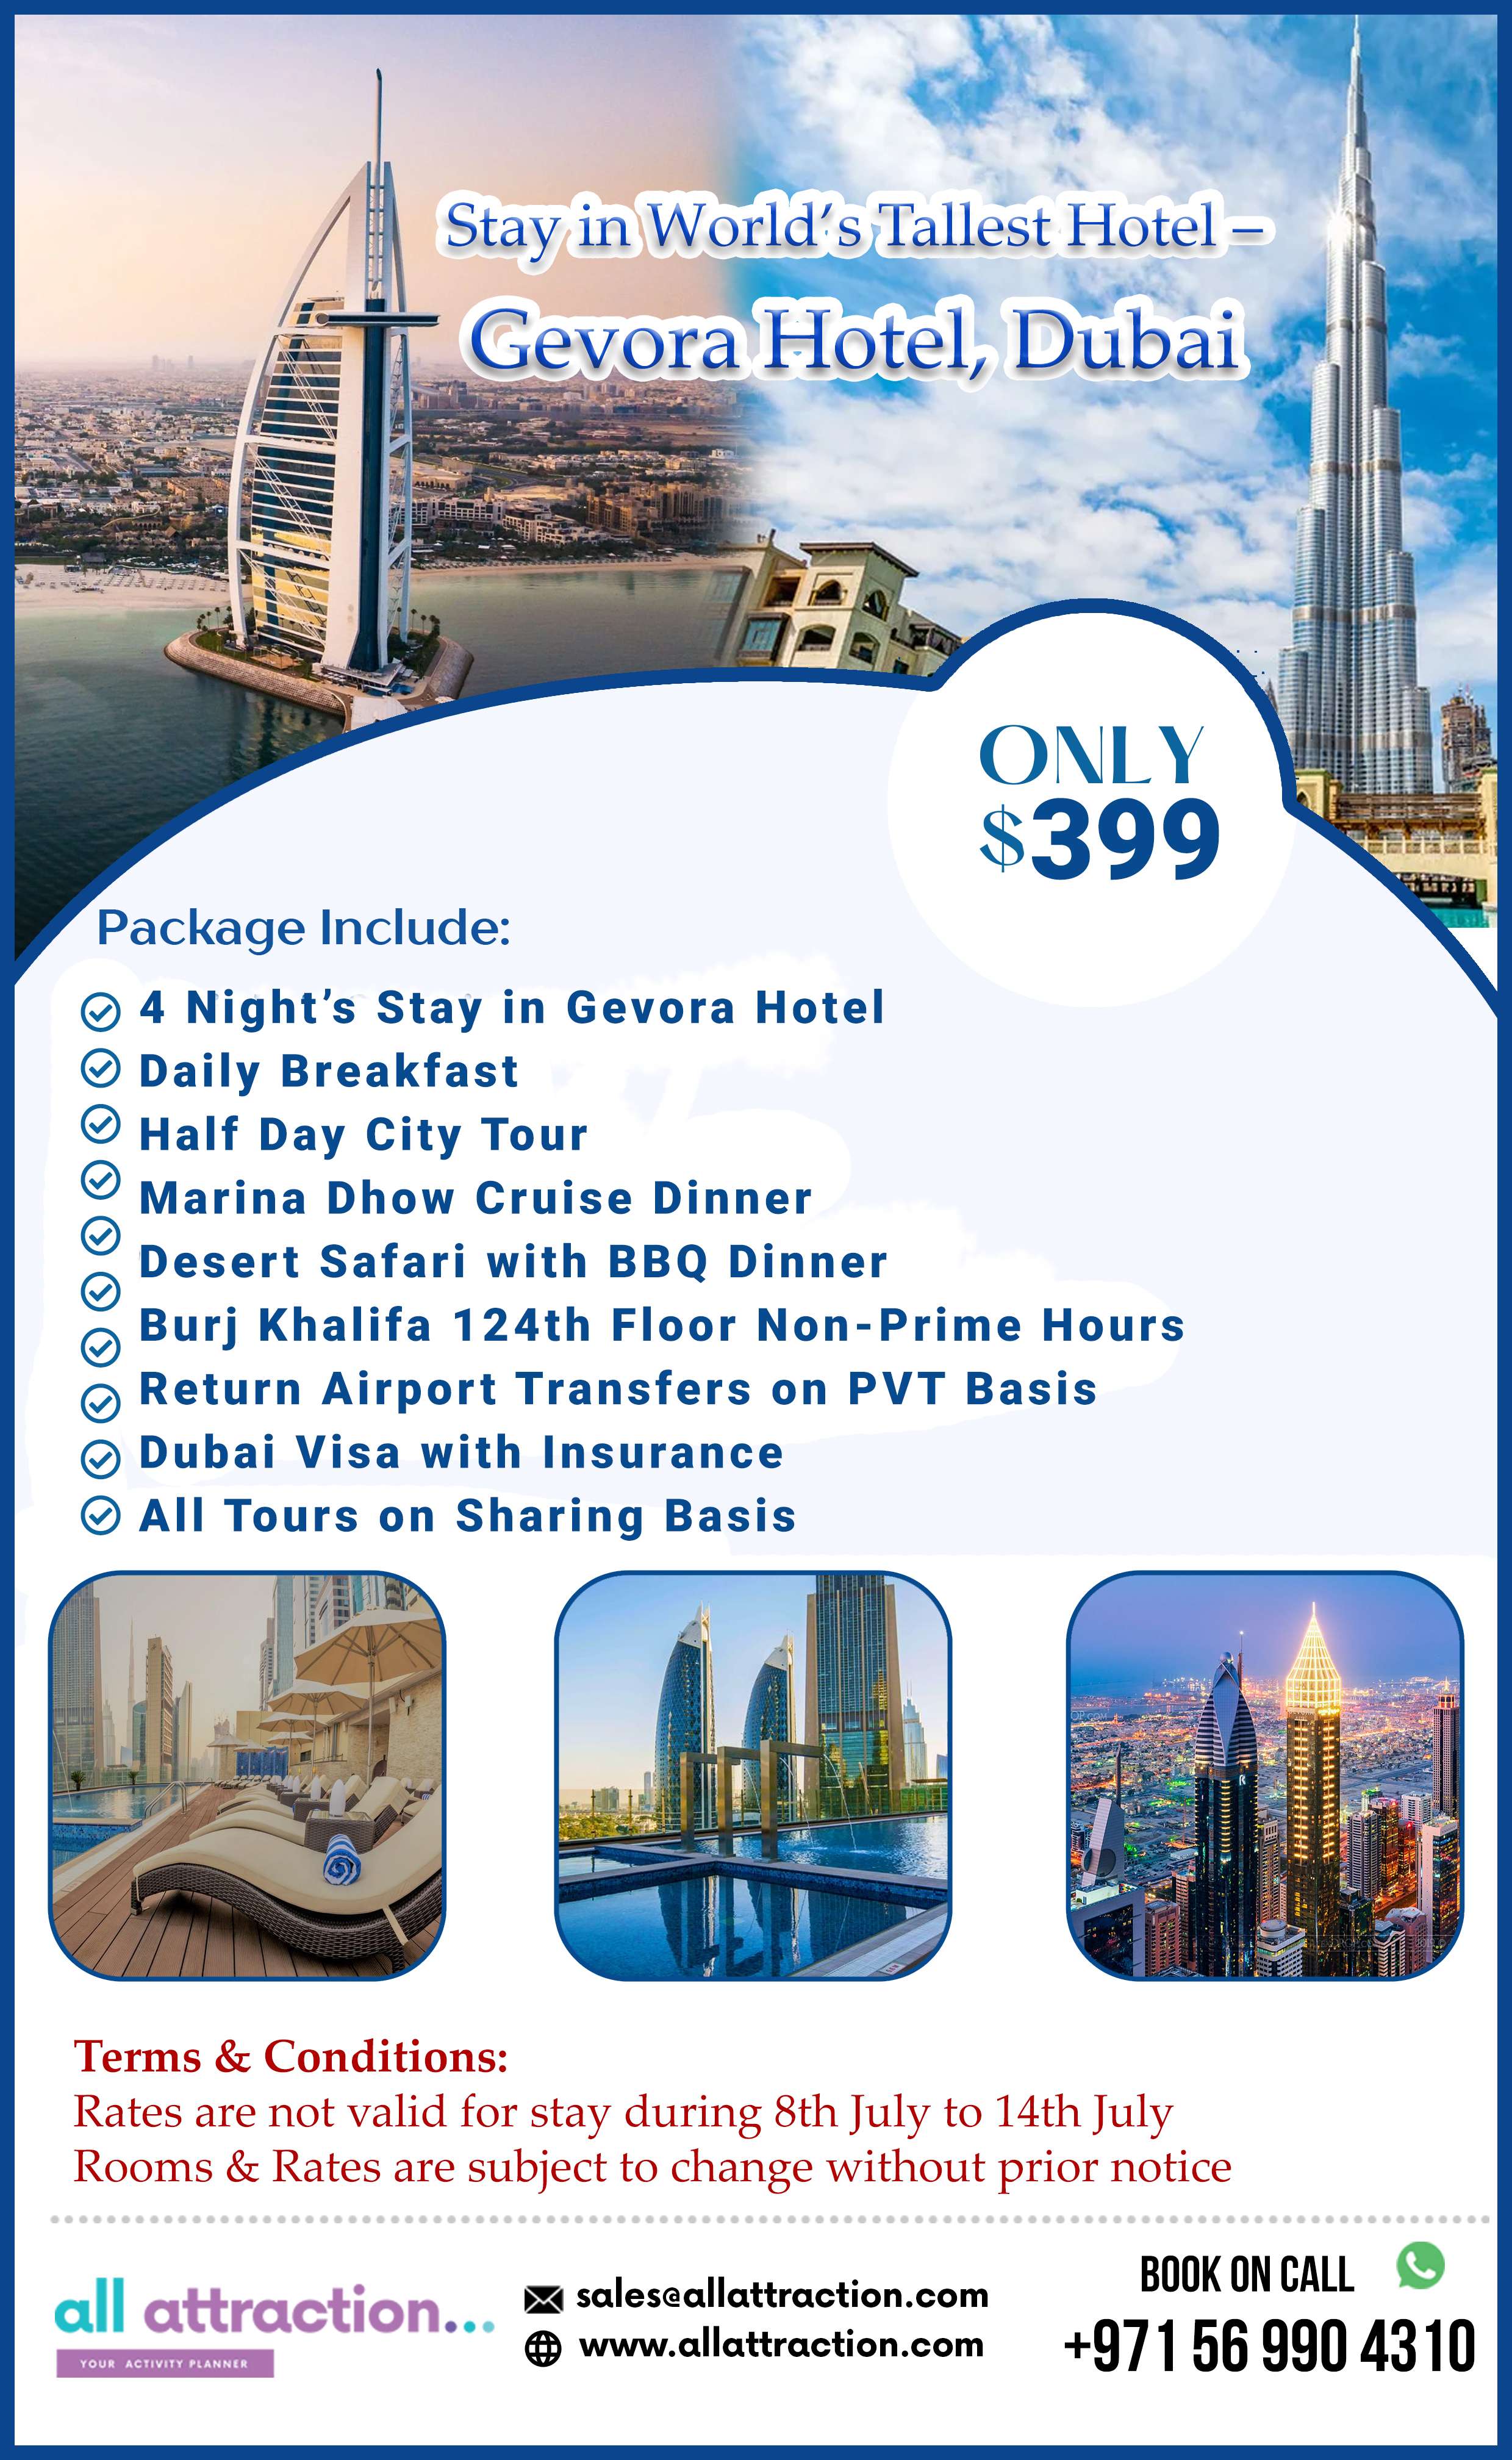 Stay in World's Tallest Hotel –
Gevora Hotel, Dubai
ONLY
$399
Package Include:
4 Night's Stay in Gevora Hotel
Daily Breakfast
Half Day City Tour
Marina Dhow Cruise Dinner
Desert Safari with BBQ Dinner
Burj Khalifa 124th Floor Non-Prime Hours
Return Airport Transfers on PVT Basis
Dubai Visa with Insurance
All Tours on Sharing Basis
Terms & Conditions:
Rates are not valid for stay during 8th July to 14th July
Rooms & Rates are subject to change without prior notice
all attraction...
YOUR ACTIVITY PLANNER
sales@allattraction.com
www.allattraction.com
BOOK ON CALL
+971 56 990 4310